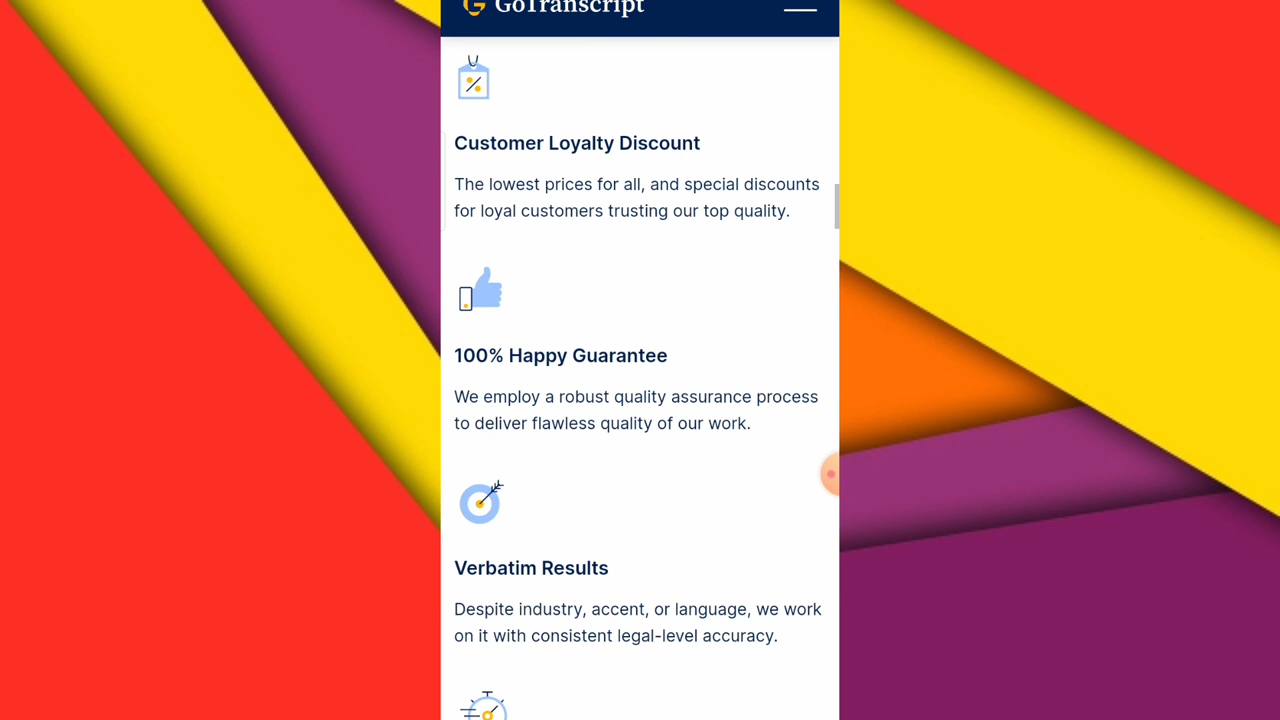 GoTranscript
Customer Loyalty Discount
The lowest prices for all, and special discounts
for loyal customers trusting our top quality.
100% Happy Guarantee
We employ a robust quality assurance process
to deliver flawless quality of our work.
Verbatim Results
Despite industry, accent, or language, we work
on it with consistent legal-level accuracy.